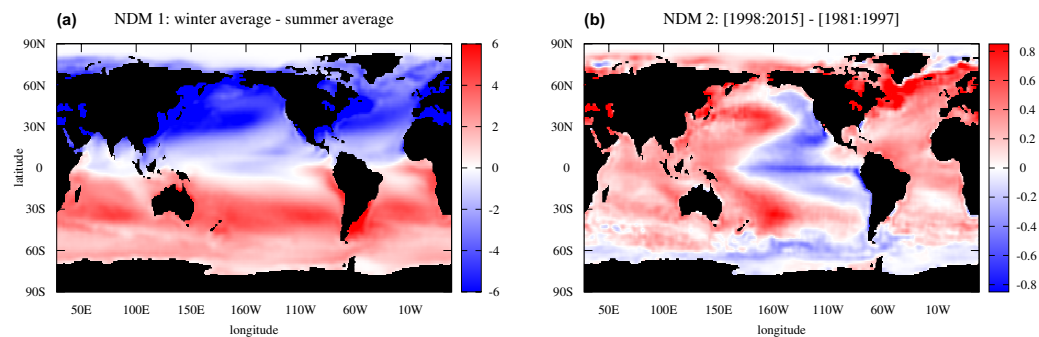 (a) NDM 1: winter average - summer average
90N
60N
30N
0
30S
60S
90S
latitude
50E 100E 150E 160W 110W 60W 10W
longitude
6
4
2
0
-2
-4
-6
(b) NDM 2: [1998:2015] - [1981:1997]
90N
60N
30N
0
30S
60S
90S
50E 100E 150E 160W 110W 60W 10W
longitude
0.8
0.6
0.4
0.2
0
-0.2
-0.4
-0.6
-0.8